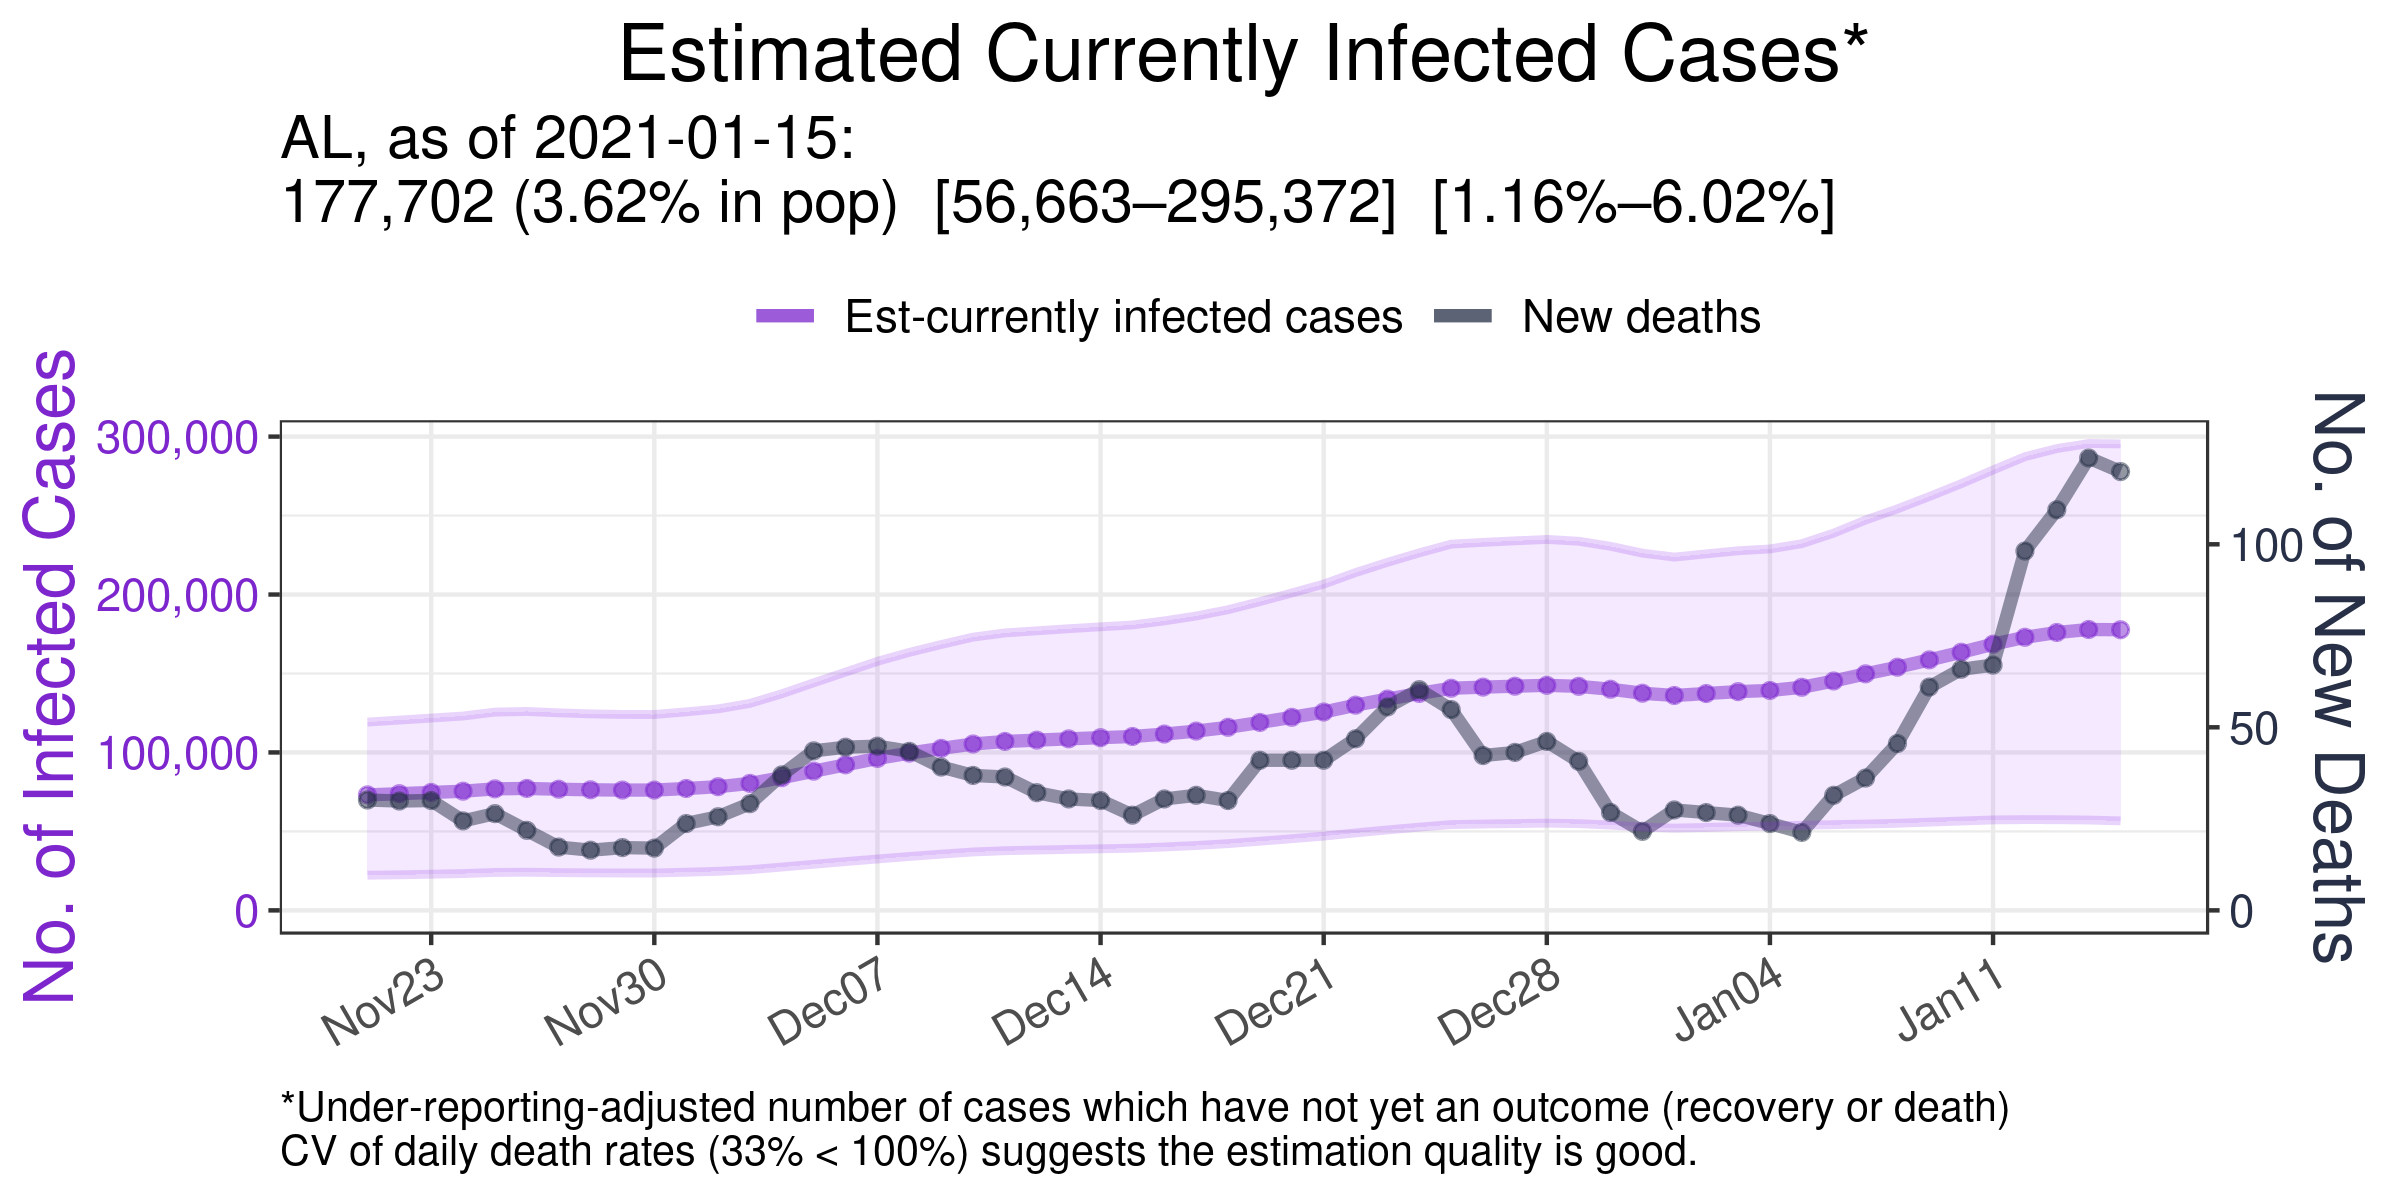 Estimated Currently Infected Cases*
AL, as of 2021-01-15:
177,702 (3.62% in pop)  [56,663–295,372]  [1.16%–6.02%]
Est-currently infected cases
New deaths
No. of Infected Cases
300,000
200,000
100,000
0
No. of New Deaths
100
50
0
Nov23
Nov30
Dec07
Dec14
Dec21
Dec28
Jan04
Jan11
*Under-reporting-adjusted number of cases which have not yet an outcome (recovery or death)
CV of daily death rates (33% < 100%) suggests the estimation quality is good.